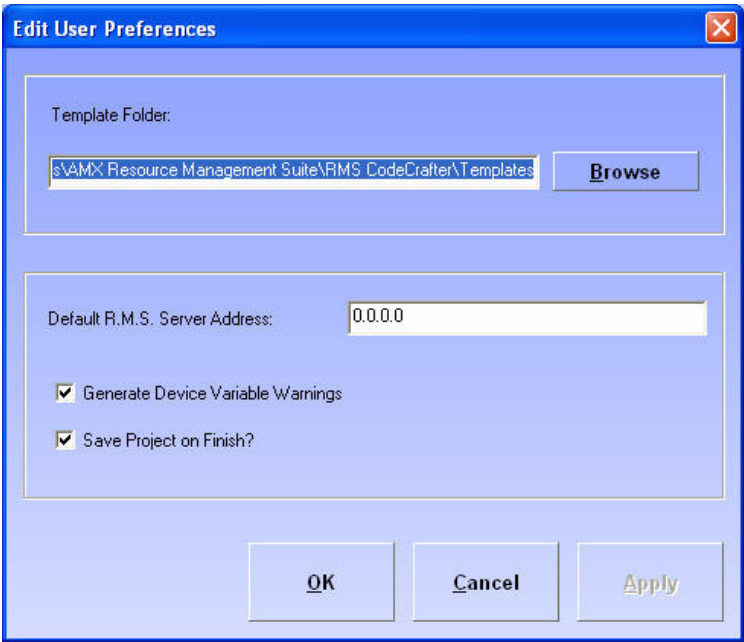 Edit User Preferences
Template Folder:
s\AMX Resource Management Suite\RMS CodeCrafter\Templates
Browse
Default R.M.S. Server Address:
0.0.0.0
Generate Device Variable Warnings
Save Project on Finish?
OK
Cancel
Apply